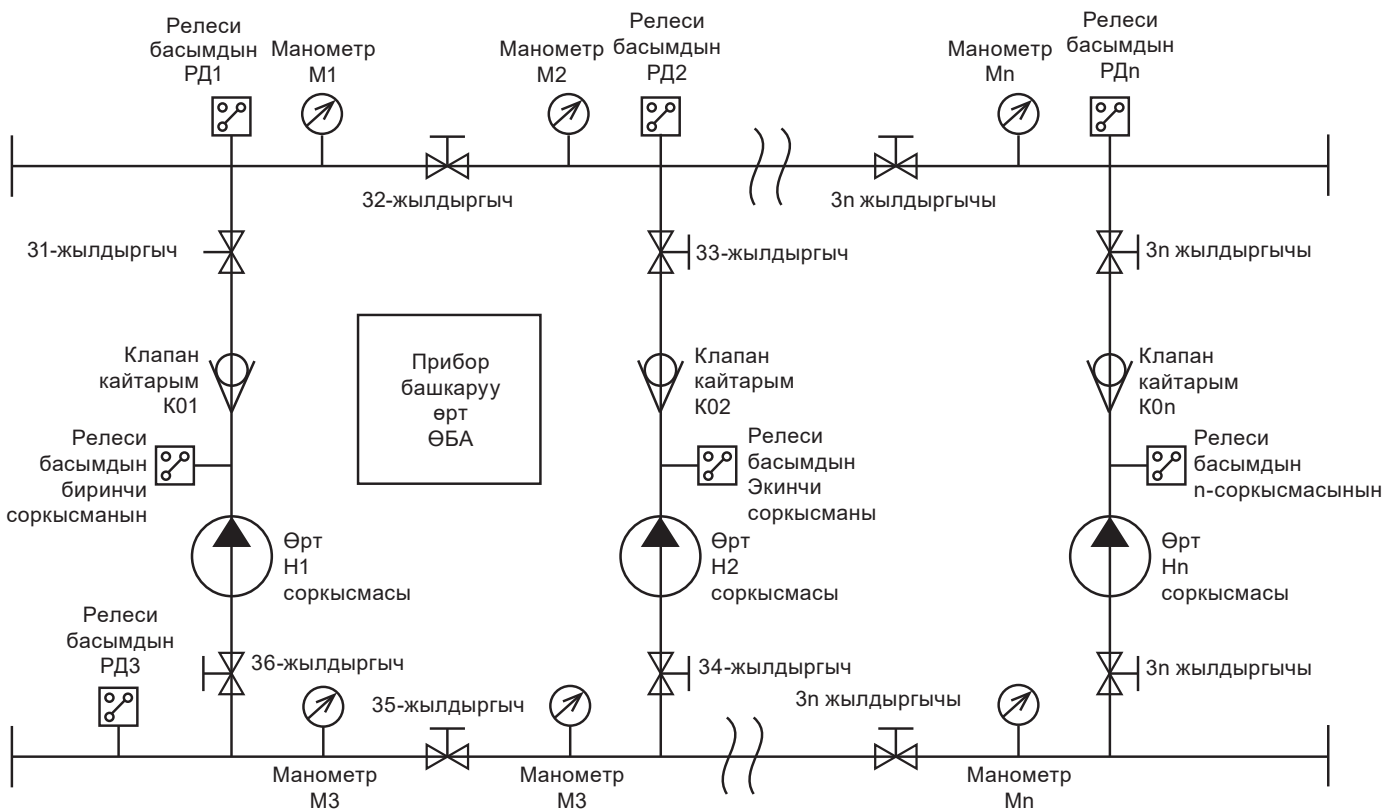 Релеси
басымдын
РД1
Манометр
М1
Манометр
М2
Релеси
басымдын
РД2
Манометр
Мn
Релеси
басымдын
РДn
32-жылдыргыч
3n жылдыргычы
31-жылдыргыч
33-жылдыргыч
3n жылдыргычы
Клапан
кайтарым
К01
Прибор
башкаруу
өрт
ӨБА
Клапан
кайтарым
К02
Клапан
кайтарым
К0n
Релеси
басымдын
биринчи
соркысманын
Релеси
басымдын
Экинчи
соркысманы
Релеси
басымдын
n-соркысмасынын
Өрт
Н1
соркысмасы
Өрт
Н2
соркысмасы
Өрт
Нn
соркысмасы
Релеси
басымдын
РД3
36-жылдыргыч
34-жылдыргыч
3n жылдыргычы
35-жылдыргыч
3n жылдыргычы
Манометр
М3
Манометр
М3
Манометр
Мn